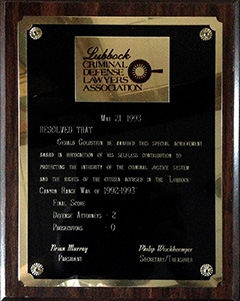 Lubbock
CRIMINAL
DEFENSE
LAWYERS
ASSOCIATION
May 21, 1993
RESOLVED THAT
Gerald Goldstein be awarded this special achievement
award in recognition of his selfless contribution to
protecting the integrity of the criminal justice system
and the rights of the citizen accused in the "Lubbock
Canyon Range War of 1992-1993"
Final Score
Defense Attorneys - 2
Prosecutors - 0
Brian Murray
Philip Wischkaemper
President
Secretary/Treasurer